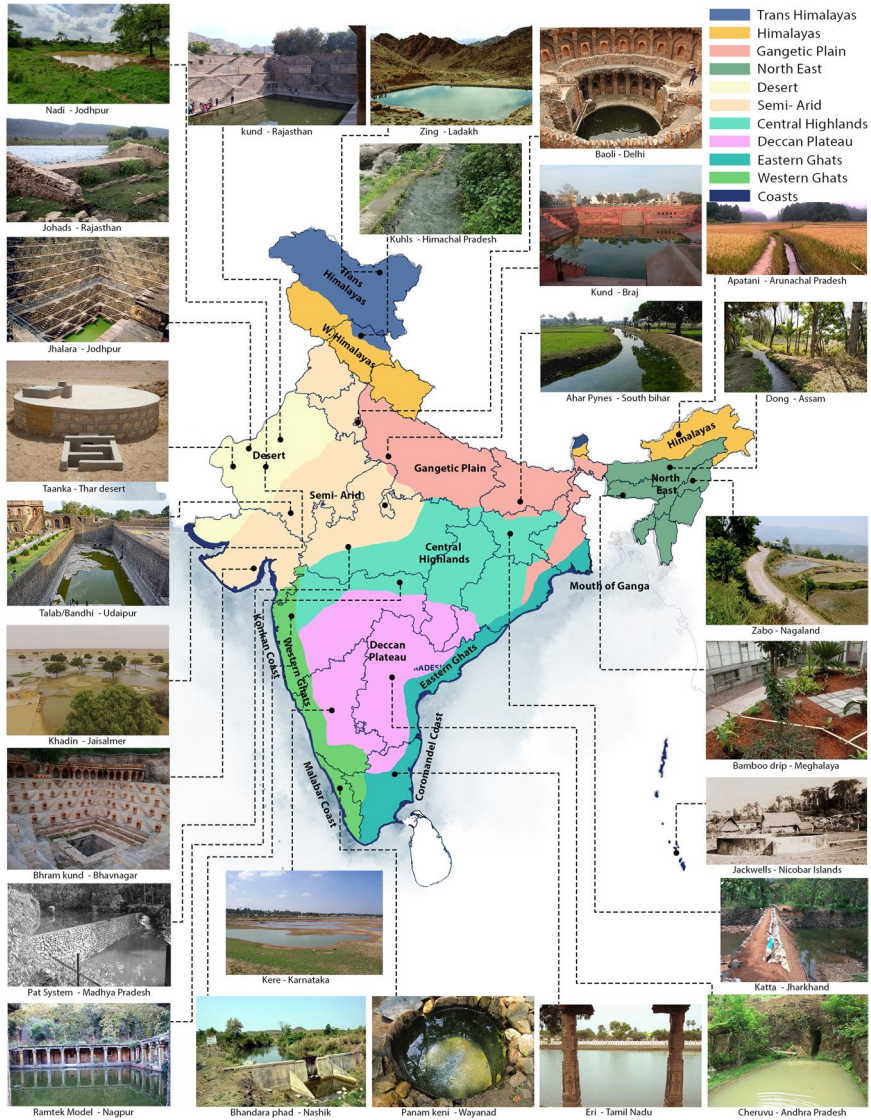 Trans Himalayas
Himalayas
Gangetic Plain
North East
Desert
Semi- Arid
Central Highlands
Deccan Plateau
Eastern Ghats
Western Ghats
Coasts
Nadi - Jodhpur
kund - Rajasthan
Zing - Ladakh
Baoli - Delhi
Johads - Rajasthan
Kuhls - Himachal Pradesh
Kund - Braj
Apatani - Arunachal Pradesh
Jhalara - Jodhpur
Ahar Pynes - South bihar
Dong - Assam
Taanka - Thar desert
Talab/Bandhi - Udaipur
Zabo - Nagaland
Khadin - Jaisalmer
Bamboo drip - Meghalaya
Bhram kund - Bhavnagar
Jackwells - Nicobar Islands
Pat System - Madhya Pradesh
Kere - Karnataka
Katta - Jharkhand
Ramtek Model - Nagpur
Bhandara phad - Nashik
Panam keni - Wayanad
Eri - Tamil Nadu
Cheruvu - Andhra Pradesh
Trans
Himalayas
W. Himalayas
Himalayas
Desert
Gangetic Plain
North
East
Semi- Arid
Central
Highlands
Mouth of Ganga
Konkan Coast
Western Ghats
Deccan
Plateau
RADESH
Eastern Ghats
Coromandel Coast
Malabar Coast